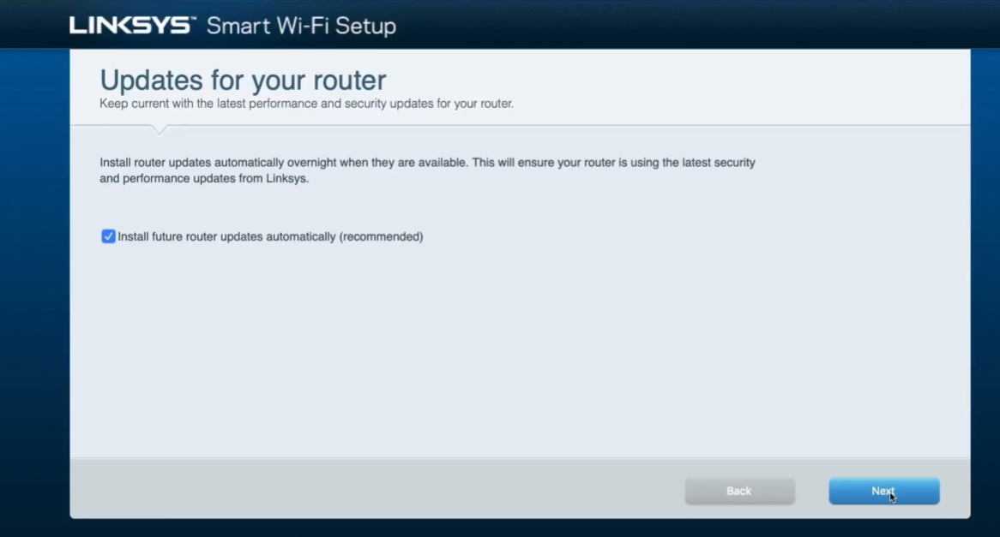 LINKSYS™ Smart Wi-Fi Setup
Updates for your router
Keep current with the latest performance and security updates for your router.
Install router updates automatically overnight when they are available. This will ensure your router is using the latest security
and performance updates from Linksys.
Install future router updates automatically (recommended)
Back Next